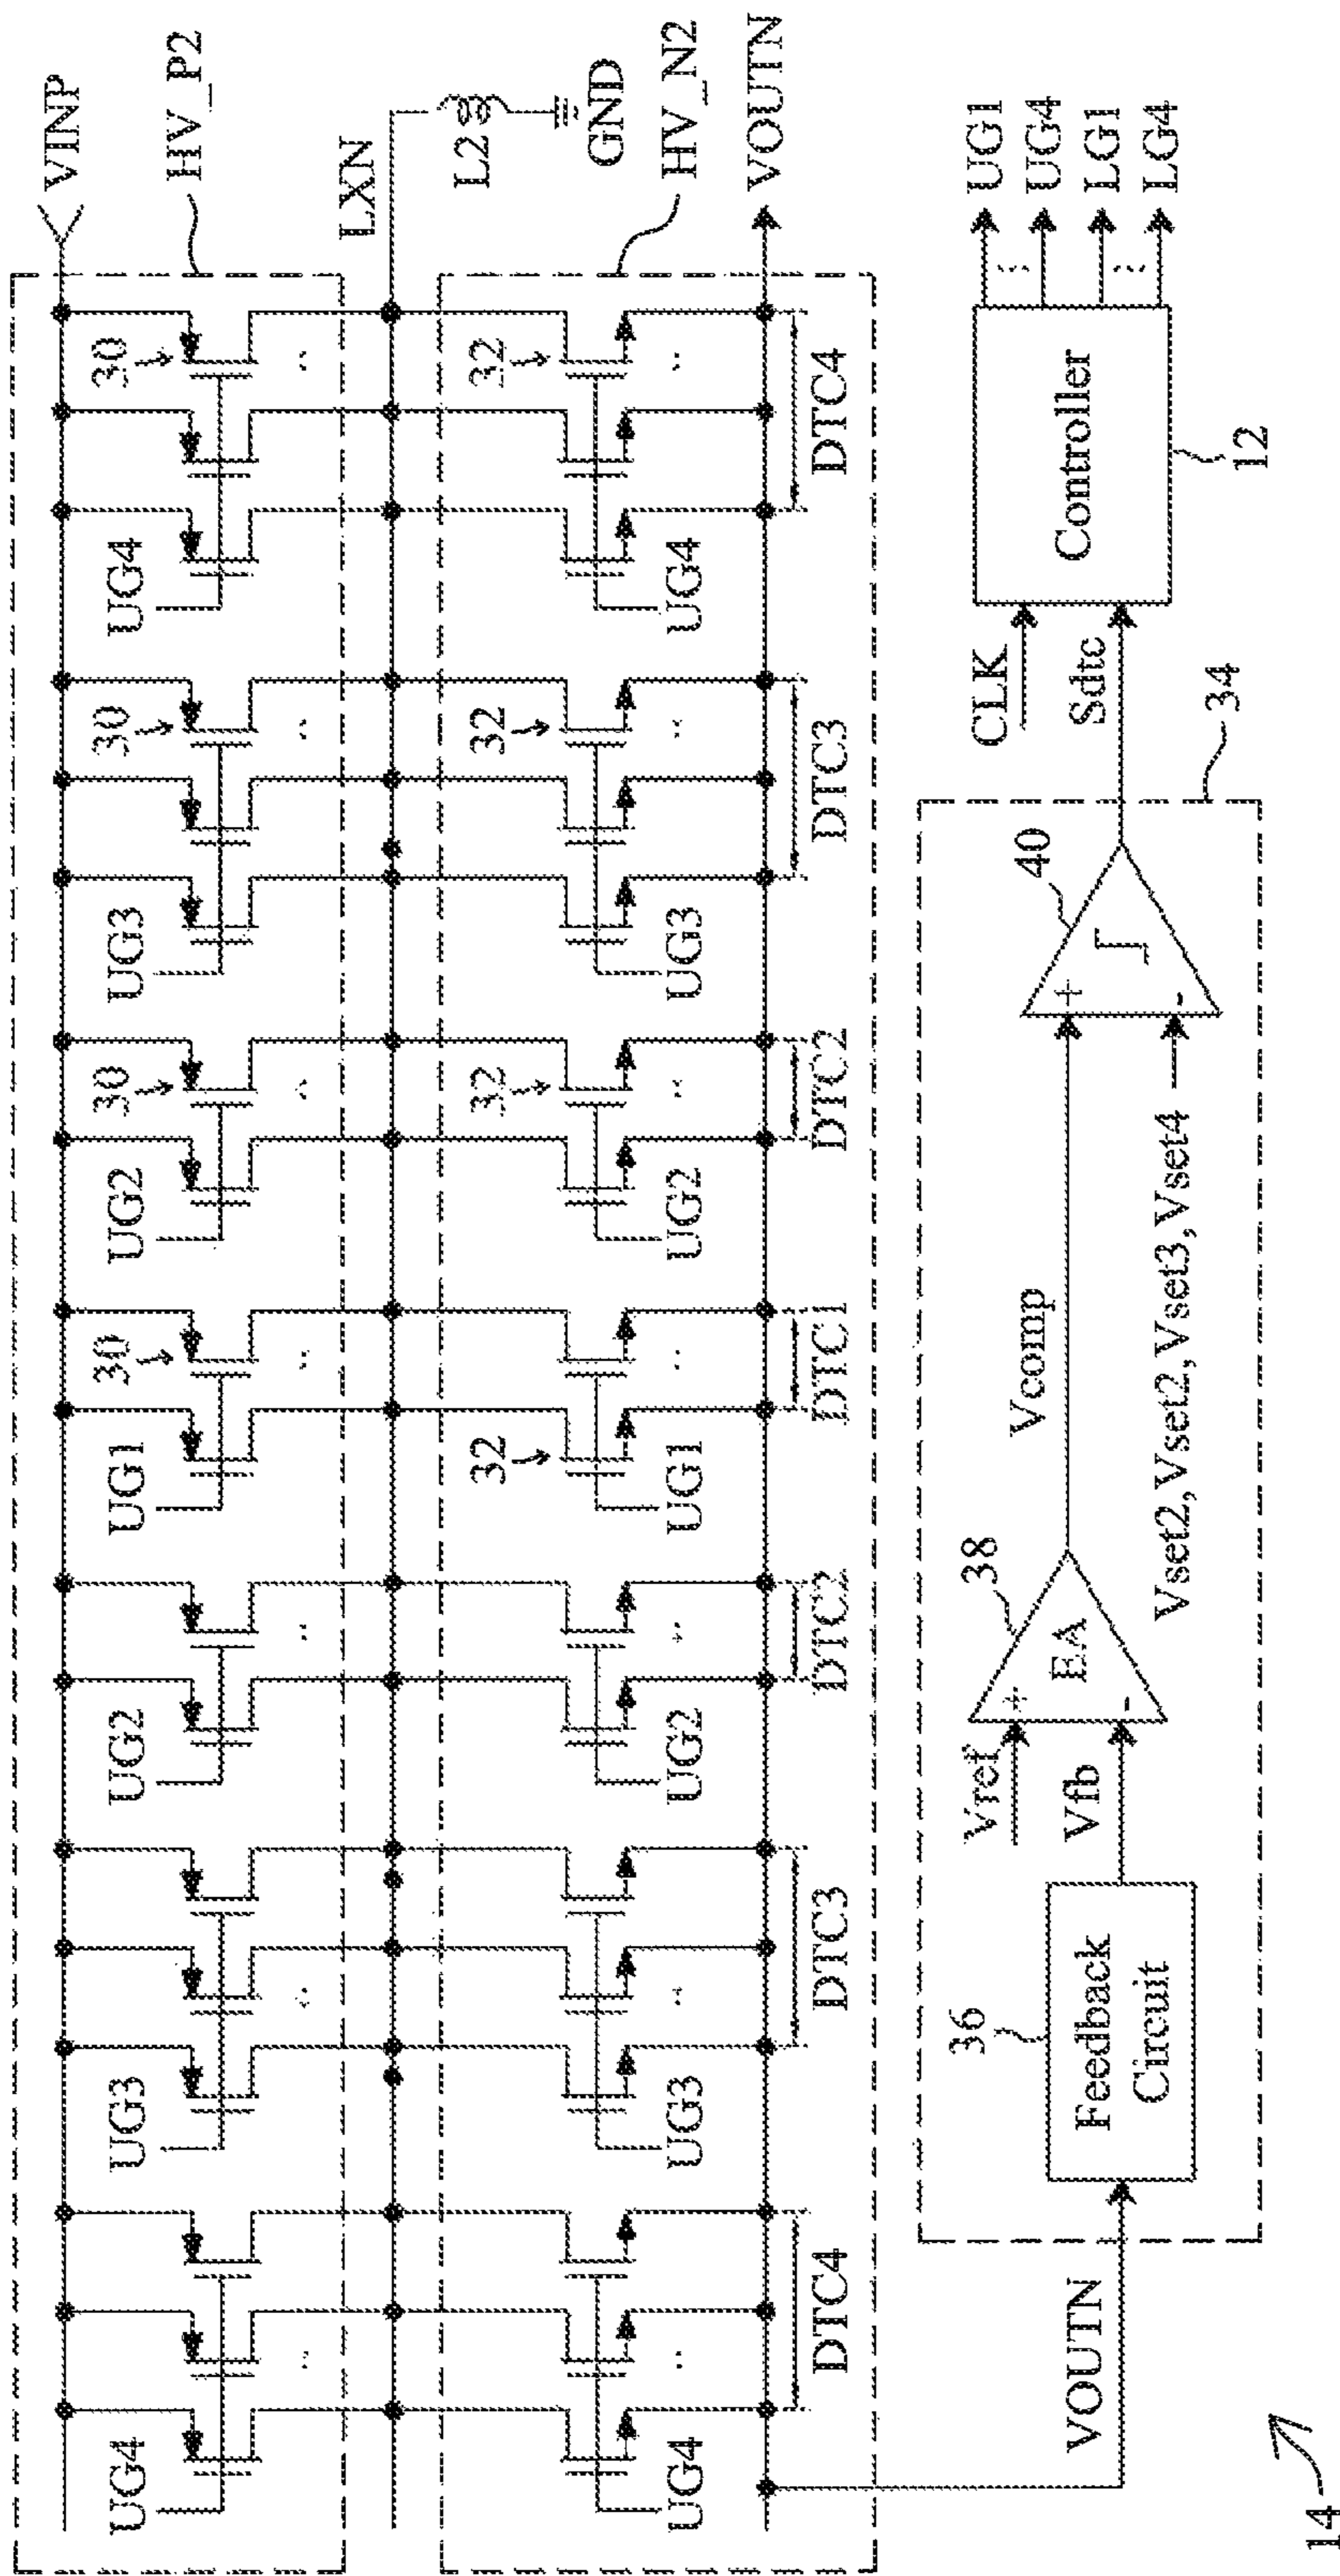 VINP
HV_P2
UG4
UG3
UG2
UG1
UG2
UG3
UG4
30
30
30
30
LXN
L2
GND
HV_N2
32
32
32
32
UG4
UG3
UG2
UG1
UG2
UG3
UG4
VOUTN
DTC4
DTC3
DTC2
DTC1
DTC2
DTC3
DTC4
VOUTN
36
Feedback
Circuit
Vref
Vfb
38
+
EA
-
Vcomp
Vset2,Vset2,Vset3,Vset4
40
+
-
34
CLK
Sdtc
Controller
12
UG1
UG4
LG1
LG4
14